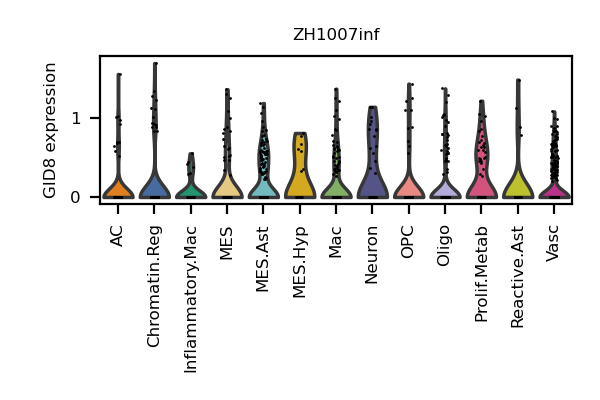 ZH1007inf
GID8 expression
1
0
AC
Chromatin.Reg
Inflammatory.Mac
MES
MES.Ast
MES.Hyp
Mac
Neuron
OPC
Oligo
Prolif.Metab
Reactive.Ast
Vasc